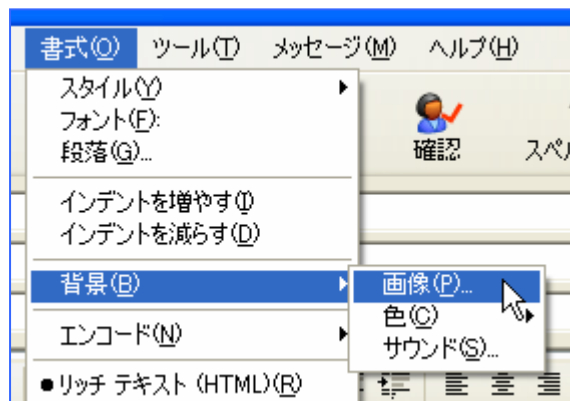 書式(O) ツール(T) メッセージ(M) ヘルプ(H)
スタイル(Y)
フォント(F):
段落(G)...
確認 スペル
インデントを増やす(I)
インデントを減らす(D)
背景(B)
画像(P)...
色(C)
サウンド(S)...
エンコード(N)
●リッチ テキスト (HTML)(R)